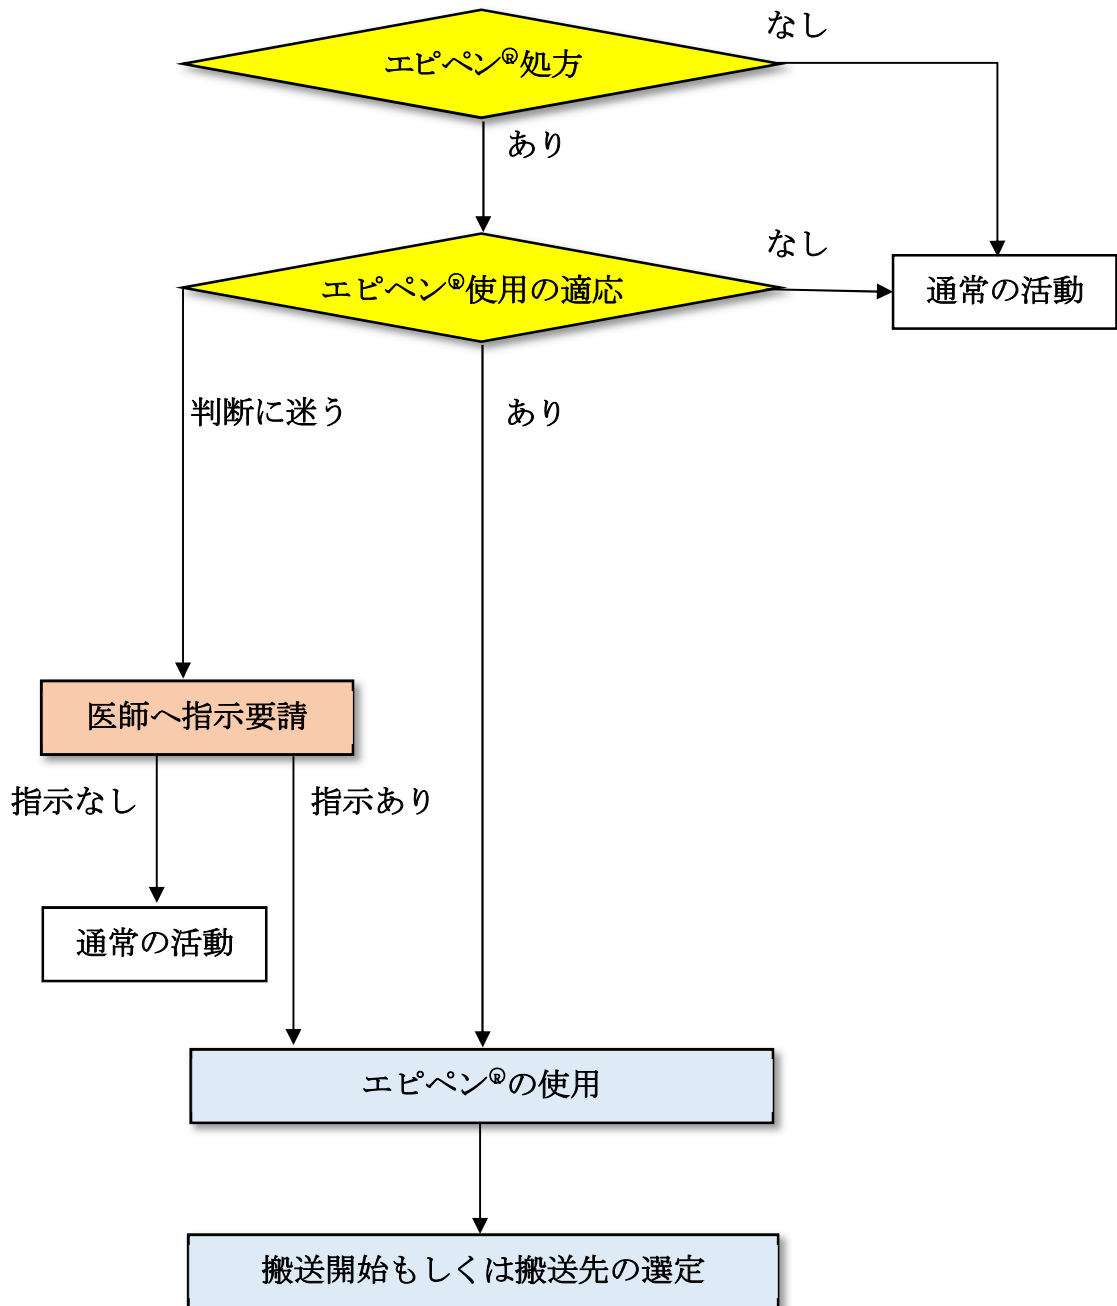 なし
エピペン®処方
あり
なし
エピペン®使用の適応
通常の活動
判断に迷う
あり
医師へ指示要請
指示なし
指示あり
通常の活動
エピペン®の使用
搬送開始もしくは搬送先の選定